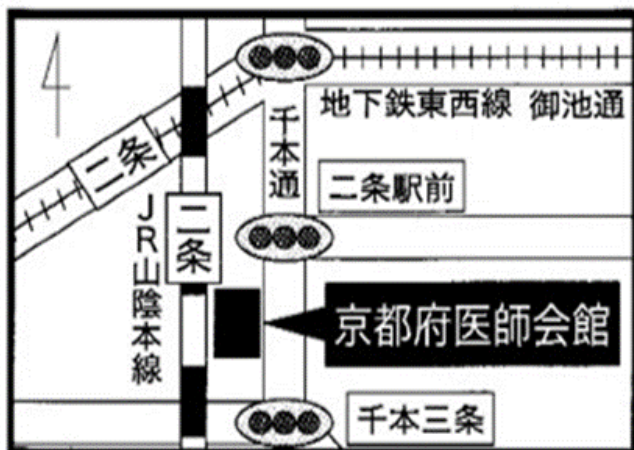 地下鉄東西線 御池通
千本通
二条
二条駅前
JR山陰本線
二条
京都府医師会館
千本三条